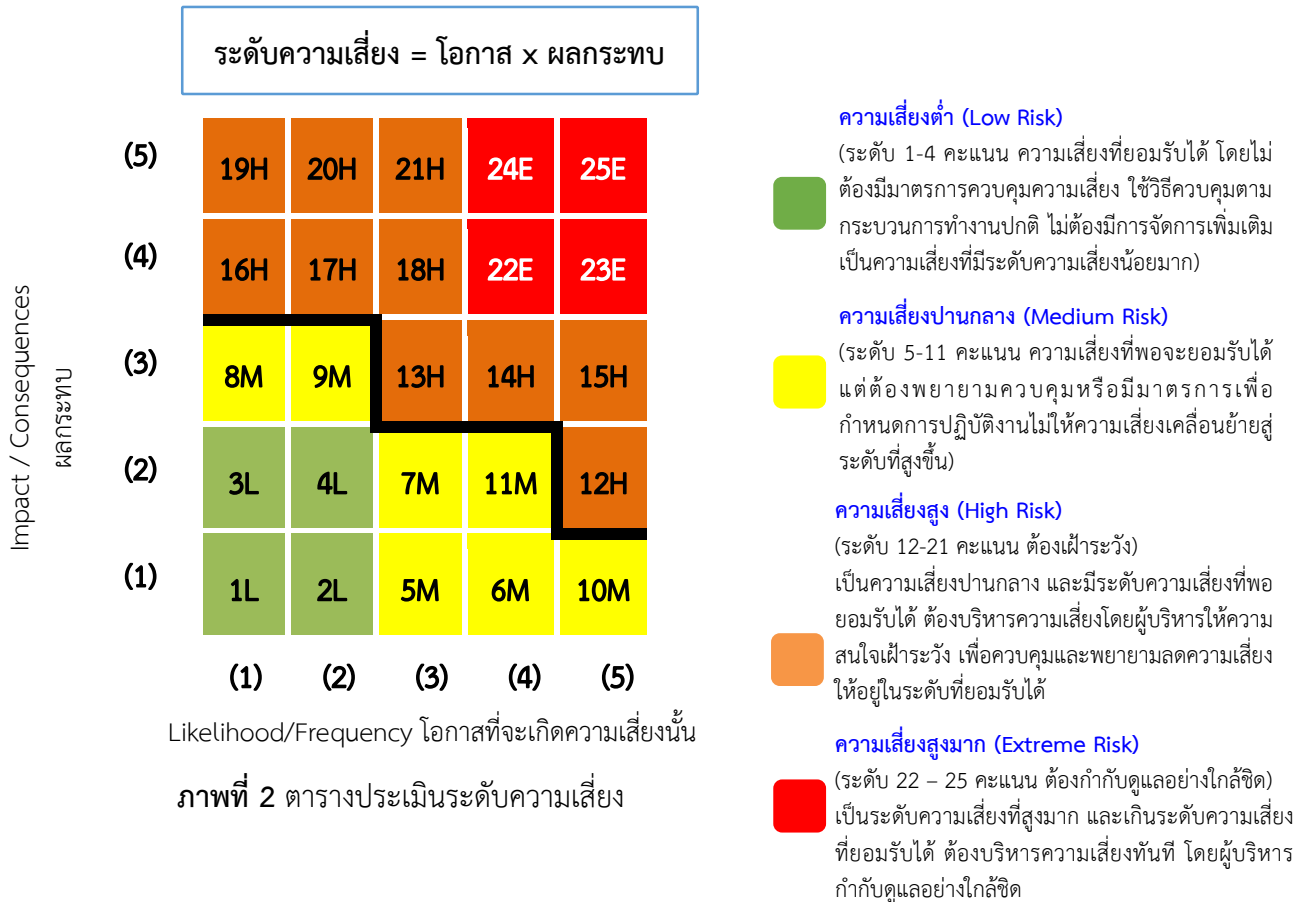 ระดับความเสี่ยง = โอกาส x ผลกระทบ
Impact / Consequences
ผลกระทบ
(5) 19H 20H 21H 24E 25E
(4) 16H 17H 18H 22E 23E
(3) 8M 9M 13H 14H 15H
(2) 3L 4L 7M 11M 12H
(1) 1L 2L 5M 6M 10M
(1) (2) (3) (4) (5)
Likelihood/Frequency โอกาสที่จะเกิดความเสี่ยงนั้น
ภาพที่ 2 ตารางประเมินระดับความเสี่ยง
ความเสี่ยงต่ำ (Low Risk)
(ระดับ 1-4 คะแนน ความเสี่ยงที่ยอมรับได้ โดยไม่
ต้องมีมาตรการควบคุมความเสี่ยง ใช้วิธีควบคุมตาม
กระบวนการทำงานปกติ ไม่ต้องมีการจัดการเพิ่มเติม
เป็นความเสี่ยงที่มีระดับความเสี่ยงน้อยมาก)
ความเสี่ยงปานกลาง (Medium Risk)
(ระดับ 5-11 คะแนน ความเสี่ยงที่พอจะยอมรับได้
แต่ต้องพยายามควบคุมหรือมีมาตรการเพื่อ
กำหนดการปฏิบัติงานไม่ให้ความเสี่ยงเคลื่อนย้ายสู่
ระดับที่สูงขึ้น)
ความเสี่ยงสูง (High Risk)
(ระดับ 12-21 คะแนน ต้องเฝ้าระวัง)
เป็นความเสี่ยงปานกลาง และมีระดับความเสี่ยงที่พอ
ยอมรับได้ ต้องบริหารความเสี่ยงโดยผู้บริหารให้ความ
สนใจเฝ้าระวัง เพื่อควบคุมและพยายามลดความเสี่ยง
ให้อยู่ในระดับที่ยอมรับได้
ความเสี่ยงสูงมาก (Extreme Risk)
(ระดับ 22 – 25 คะแนน ต้องกำกับดูแลอย่างใกล้ชิด)
เป็นระดับความเสี่ยงที่สูงมาก และเกินระดับความเสี่ยง
ที่ยอมรับได้ ต้องบริหารความเสี่ยงทันที โดยผู้บริหาร
กำกับดูแลอย่างใกล้ชิด